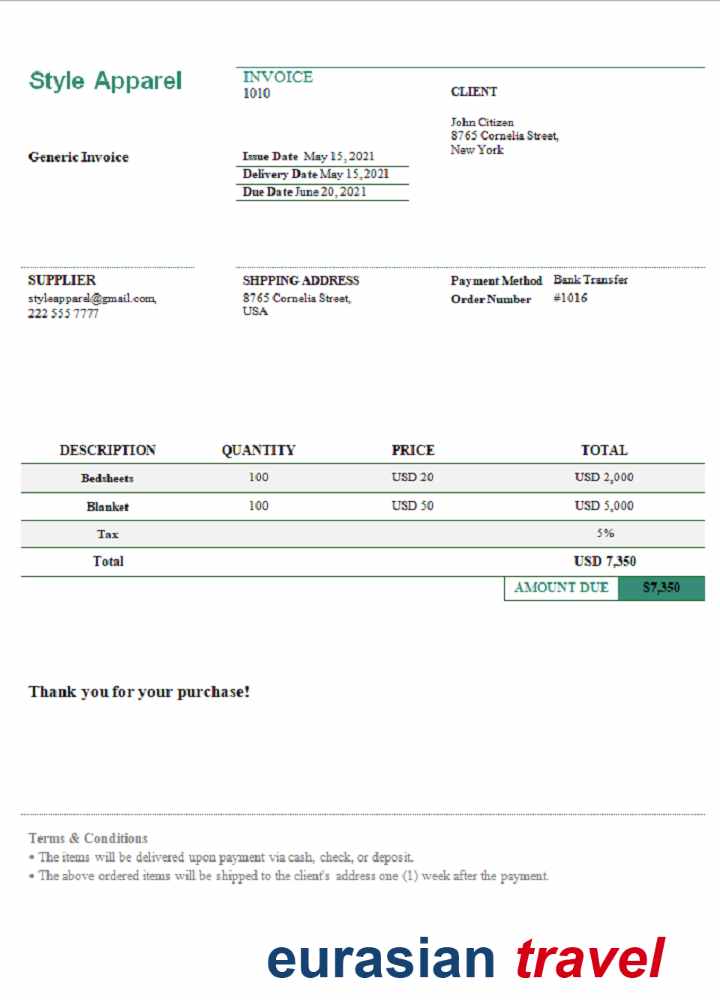 Style Apparel
INVOICE
1010
CLIENT
John Citizen
8765 Cornelia Street,
New York
Generic Invoice
Issue Date May 15, 2021
Delivery Date May 15, 2021
Due Date June 20, 2021
SUPPLIER
styleapparel@gmail.com,
222 555 7777
SHPPING ADDRESS
8765 Cornelia Street,
USA
Payment Method Bank Transfer
Order Number #1016
DESCRIPTION QUANTITY PRICE TOTAL
Bedsheets 100 USD 20 USD 2,000
Blanket 100 USD 50 USD 5,000
Tax 5%
Total USD 7,350
AMOUNT DUE $7,350
Thank you for your purchase!
Terms & Conditions
• The items will be delivered upon payment via cash, check, or deposit.
• The above ordered items will be shipped to the client's address one (1) week after the payment.
eurasian travel